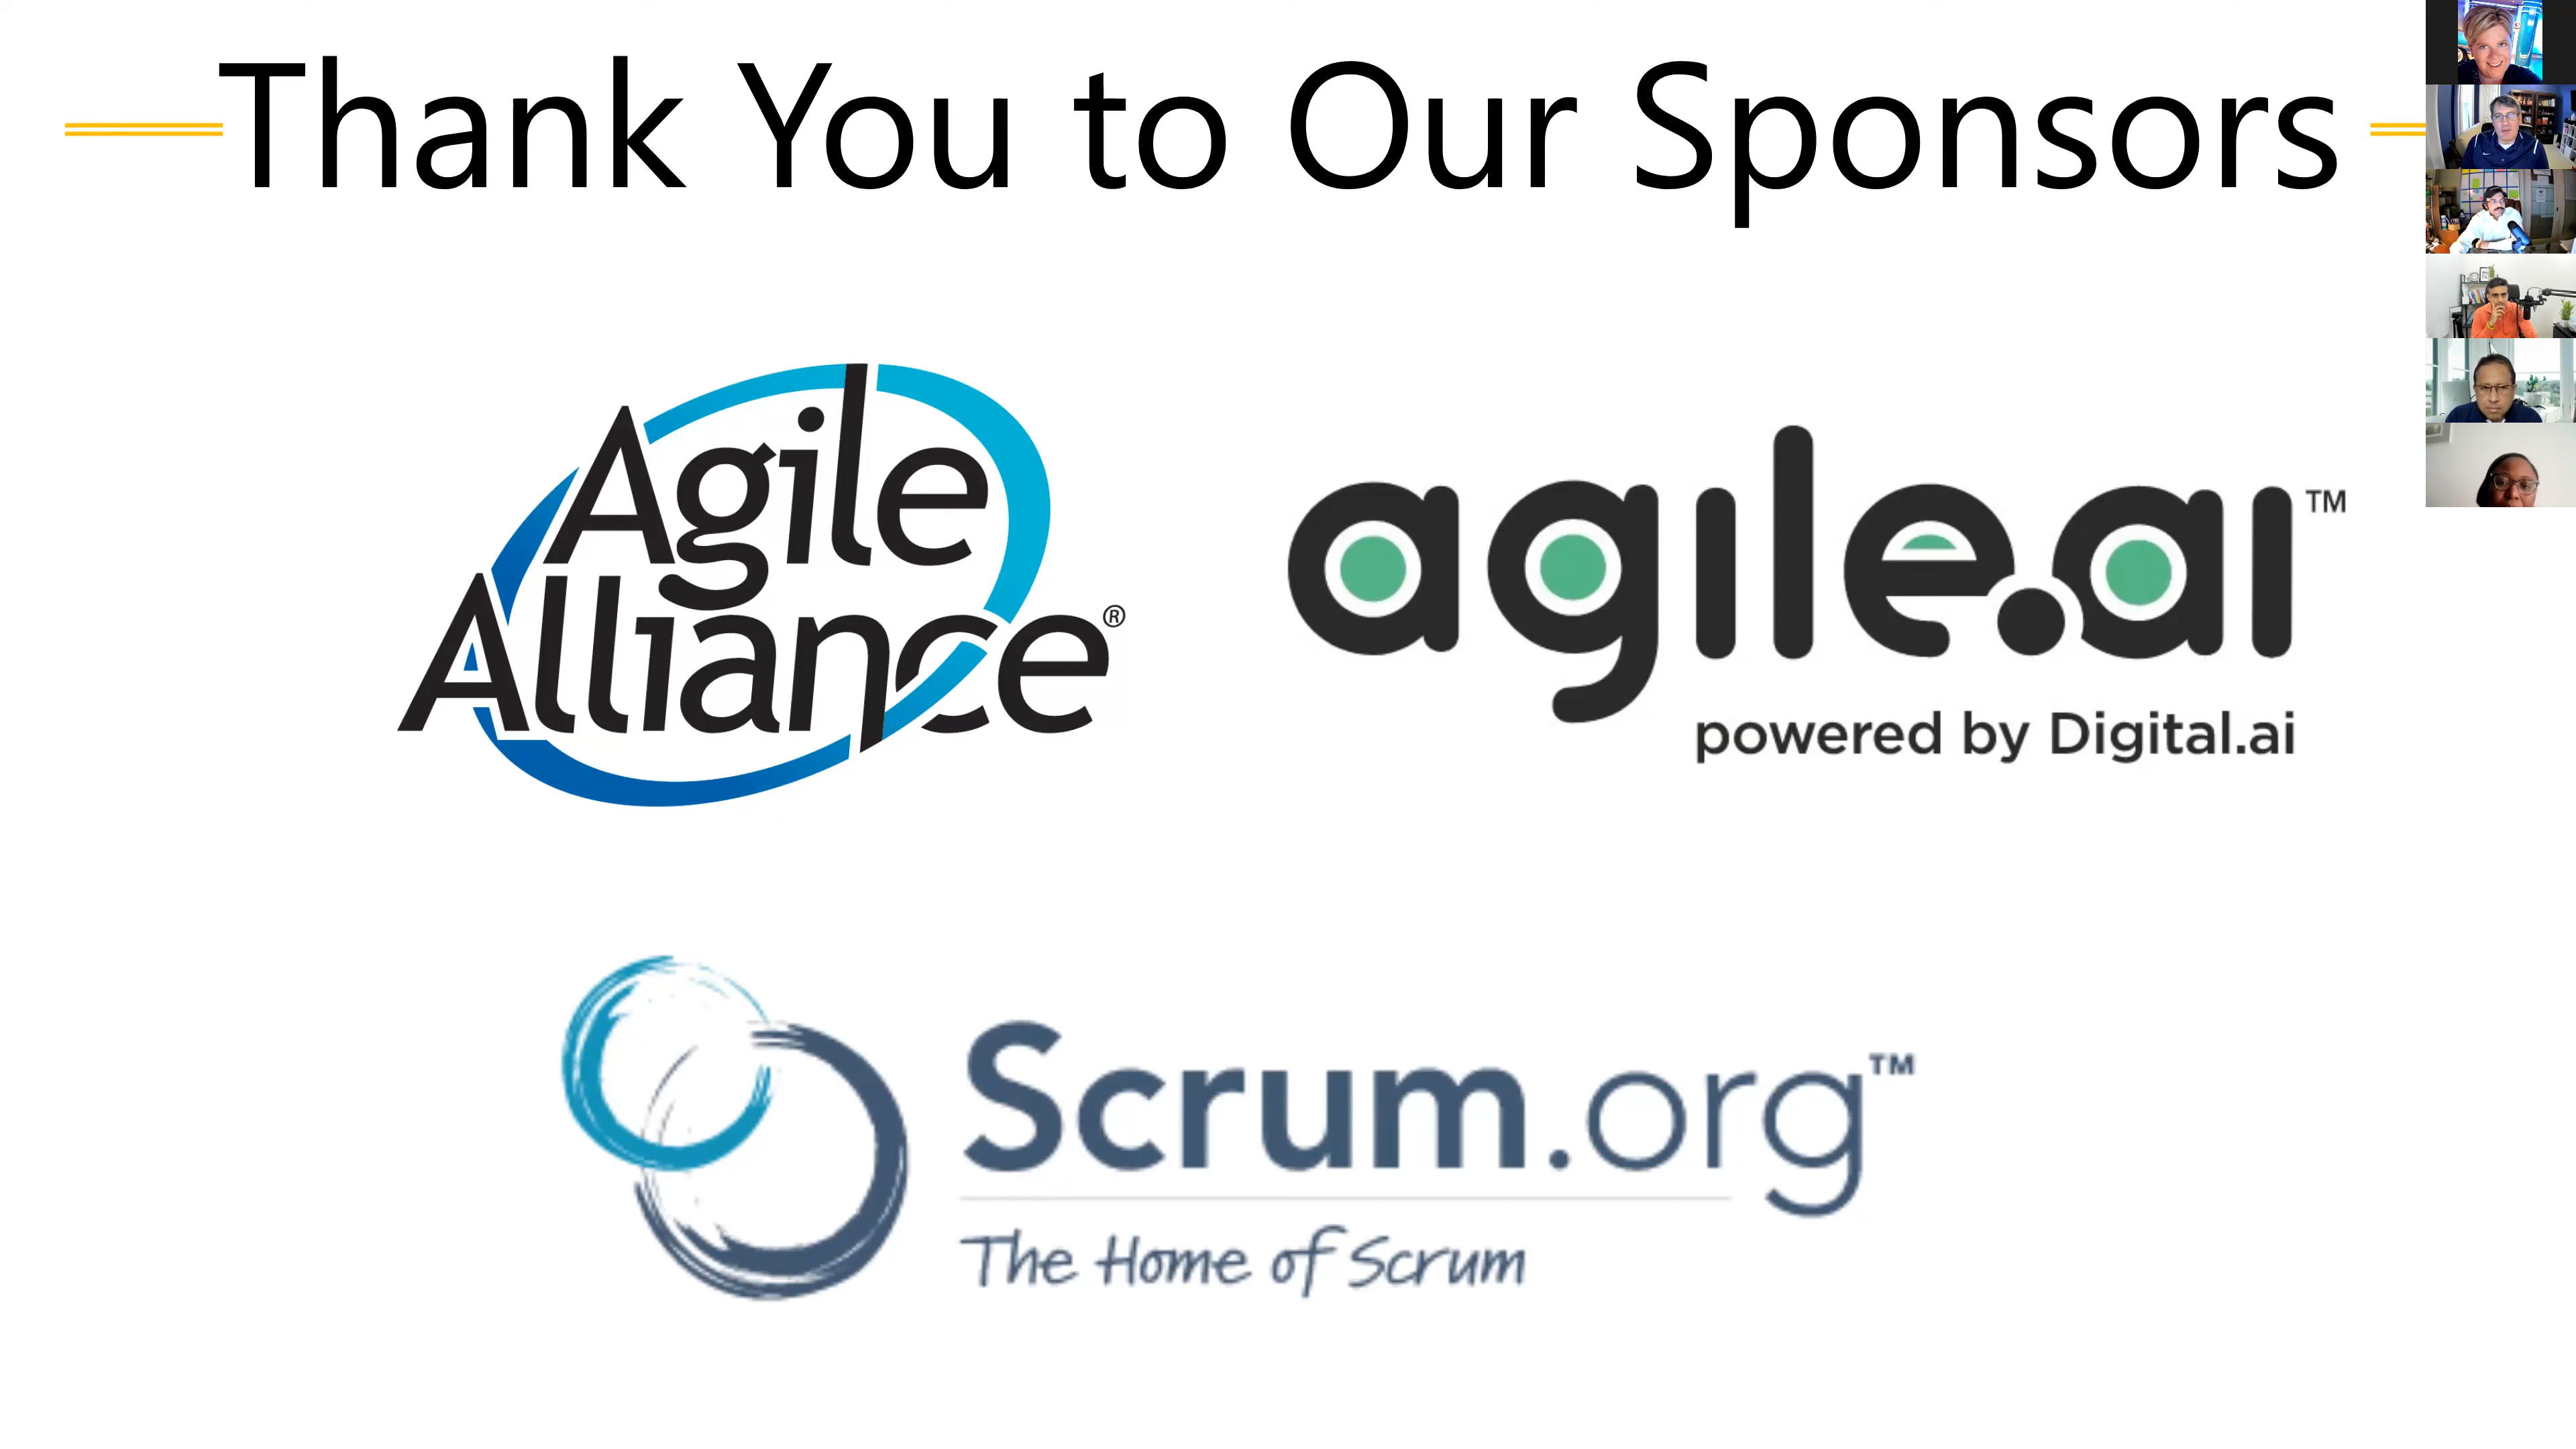 Thank You to Our Sponsors
Agile
Alliance®
agile.ai™
powered by Digital.ai
Scrum.org™
The Home of Scrum